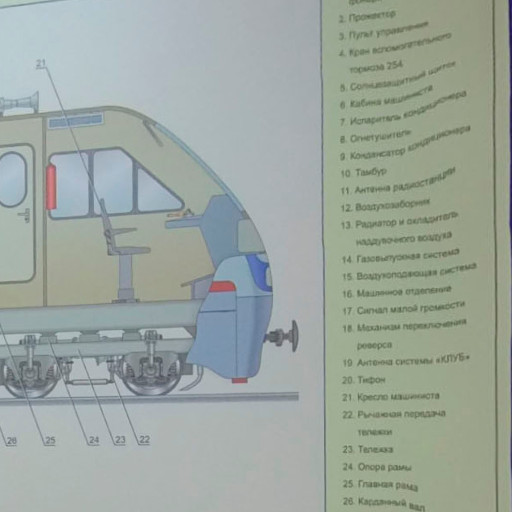 2. Прожектор
3. Пульт управления
4. Кран вспомогательного
тормоза 254
5. Солнцезащитный щиток
6. Кабина машиниста
7. Испаритель кондиционера
8. Огнетушитель
9. Конденсатор кондиционера
10. Тамбур
11. Антенна радиостанции
12. Воздухозаборник
13. Радиатор и охладитель
наддувочного воздуха
14. Газовыпускная система
15. Воздухоподающая система
16. Машинное отделение
17. Сигнал малой громкости
18. Механизм переключения
реверса
19. Антенна системы «КЛУБ»
20. Тифон
21. Кресло машиниста
22. Рычажная передача
тележки
23. Тележка
24. Опора рамы
25. Главная рама
26. Карданный вал
21
26 25 24 23 22